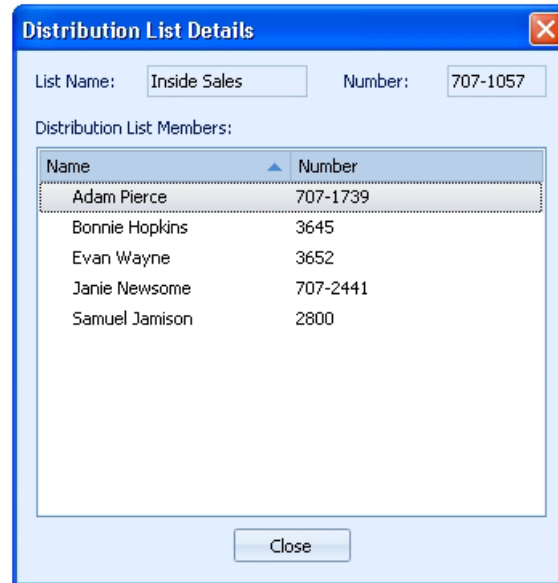 Distribution List Details
List Name: Inside Sales Number: 707-1057
Distribution List Members:
Name Number
Adam Pierce 707-1739
Bonnie Hopkins 3645
Evan Wayne 3652
Janie Newsome 707-2441
Samuel Jamison 2800
Close